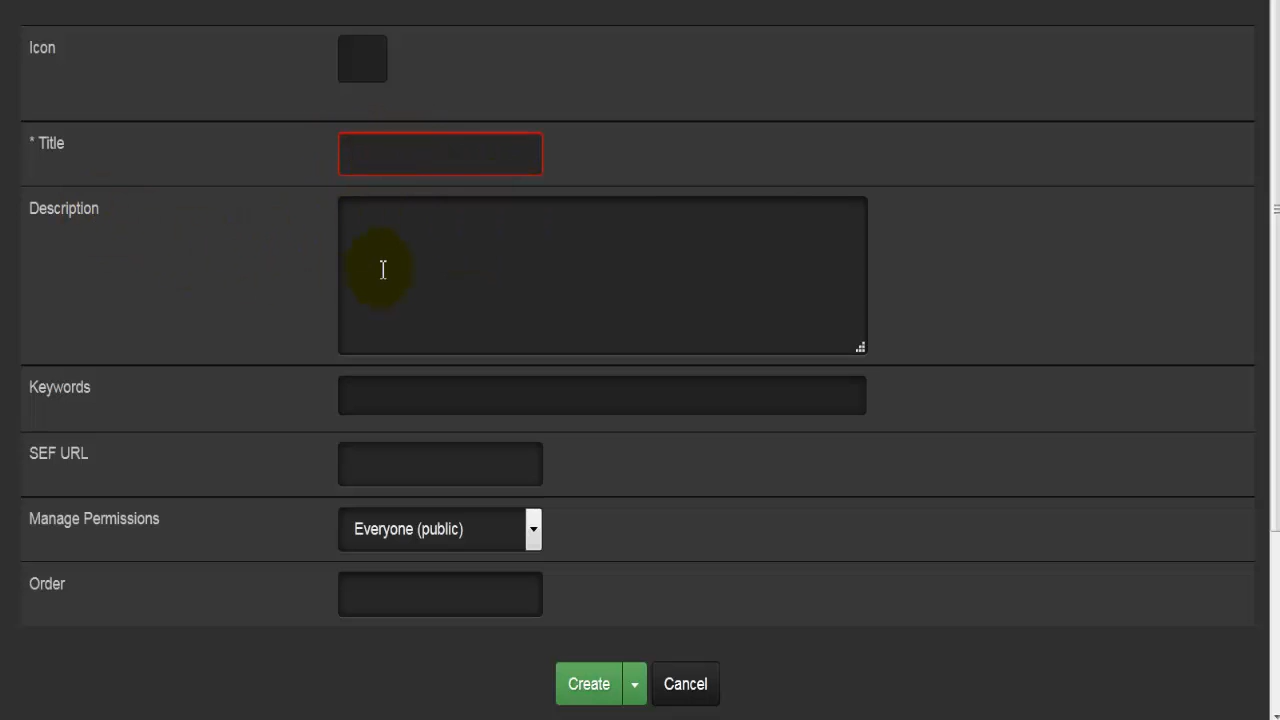 Icon
* Title
Description
Keywords
SEF URL
Manage Permissions
Everyone (public)
Order
Create
Cancel